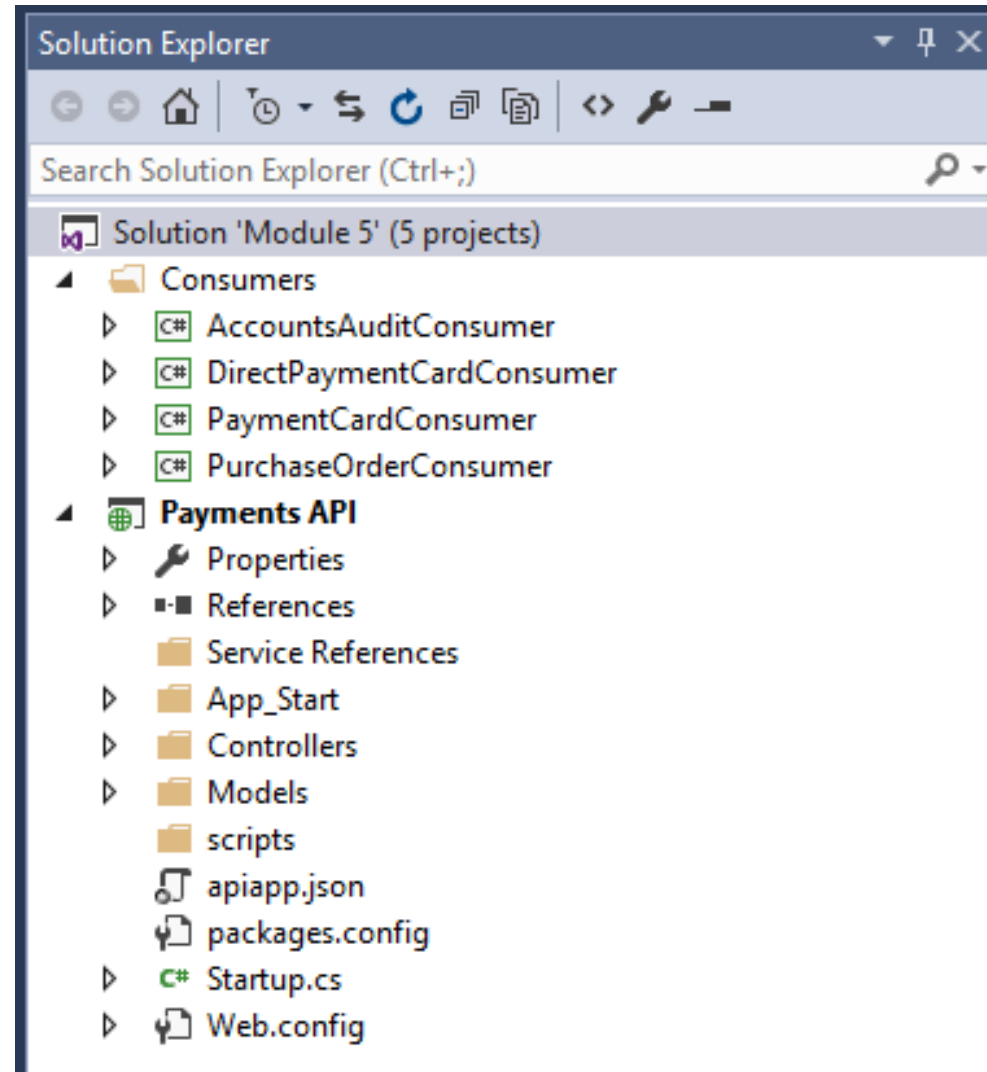 Solution Explorer
Search Solution Explorer (Ctrl+;)
Solution 'Module 5' (5 projects)
Consumers
C# AccountsAuditConsumer
C# DirectPaymentCardConsumer
C# PaymentCardConsumer
C# PurchaseOrderConsumer
Payments API
Properties
References
Service References
App_Start
Controllers
Models
scripts
apiapp.json
packages.config
C# Startup.cs
Web.config